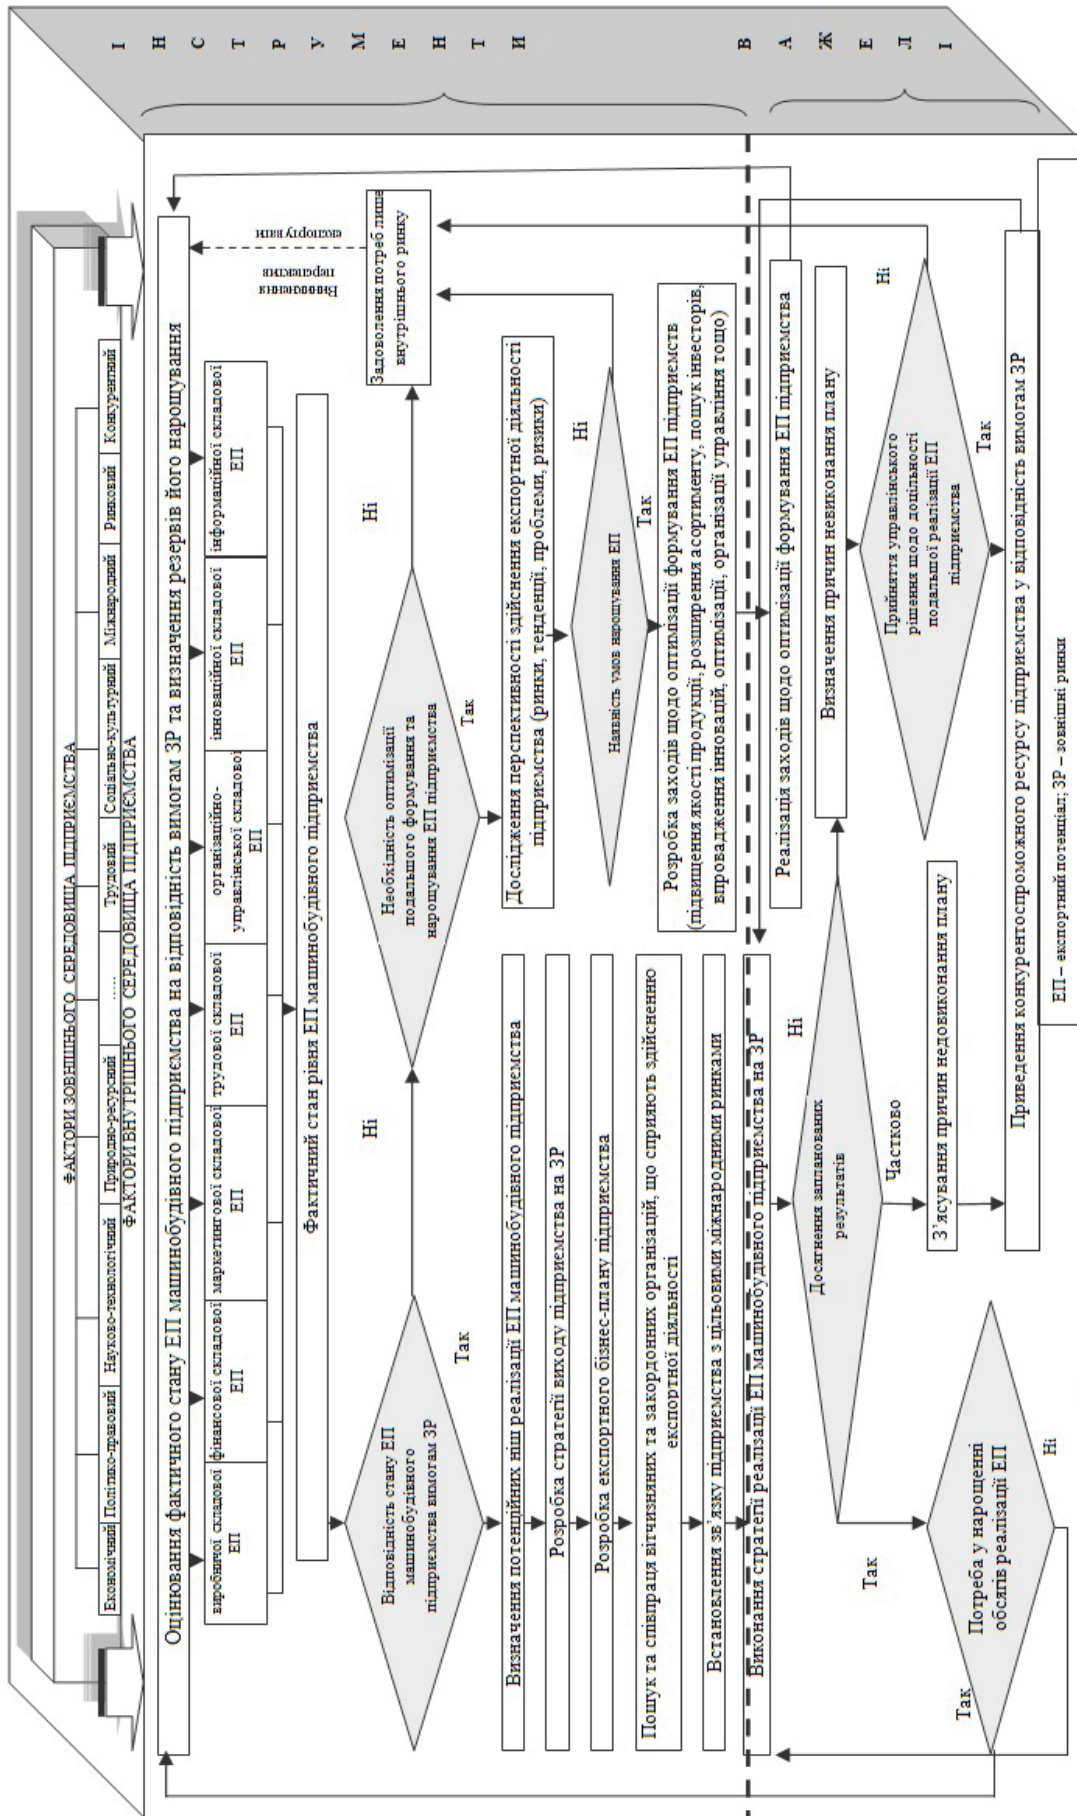 ІНСТРУМЕНТИ
ВАЖЕЛІ
ФАКТОРИ ЗОВНІШНЬОГО СЕРЕДОВИЩА ПІДПРИЄМСТВА
Економічний
Політико-правовий
Науково-технологічний
Природно-ресурсний
.....
Трудовий
Соціально-культурний
Міжнародний
Ринковий
Конкурентний
ФАКТОРИ ВНУТРІШНЬОГО СЕРЕДОВИЩА ПІДПРИЄМСТВА
Оцінювання фактичного стану ЕП машинобудівного підприємства на відповідність вимогам ЗР та визначення резервів його нарощування
виробничої складової
ЕП
фінансової складової
ЕП
маркетингової складової
ЕП
трудової складової
ЕП
організаційно-
управлінської складової
ЕП
інноваційної складової
ЕП
інформаційної складової
ЕП
Фактичний стан рівня ЕП машинобудівного підприємства
Відповідність стану ЕП
машинобудівного
підприємства вимогам ЗР
Ні
Так
Необхідність оптимізації
подальшого формування та
нарощування ЕП підприємства
Ні
Так
Задоволення потреб лише
внутрішнього ринку
Виникнення
перспектив
експортувати
Визначення потенційних ніш реалізації ЕП машинобудівного підприємства
Розробка стратегії виходу підприємства на ЗР
Розробка експортного бізнес-плану підприємства
Пошук та співпраця вітчизняних та закордонних організацій, що сприяють здійсненню
експортної діяльності
Встановлення зв’язку підприємства з цільовими міжнародними ринками
Дослідження перспективності здійснення експортної діяльності
підприємства (ринки, тенденції, проблеми, ризики)
Наявність умов нарощування ЕП
Ні
Так
Розробка заходів щодо оптимізації формування ЕП підприємств
(підвищення якості продукції, розширення асортименту, пошук інвесторів,
впровадження інновацій, оптимізації, організації управління тощо)
Виконання стратегії реалізації ЕП машинобудівного підприємства на ЗР
Реалізація заходів щодо оптимізації формування ЕП підприємства
Досягнення запланованих
результатів
Ні
Частково
Так
Визначення причин невиконання плану
Прийняття управлінського
рішення щодо доцільності
подальшої реалізації ЕП
підприємства
Ні
Так
З’ясування причин недовиконання плану
Потреба у нарощенні
обсягів реалізації ЕП
Так
Ні
Приведення конкурентоспроможного ресурсу підприємства у відповідність вимогам ЗР
ЕП – експортний потенціал; ЗР – зовнішні ринки